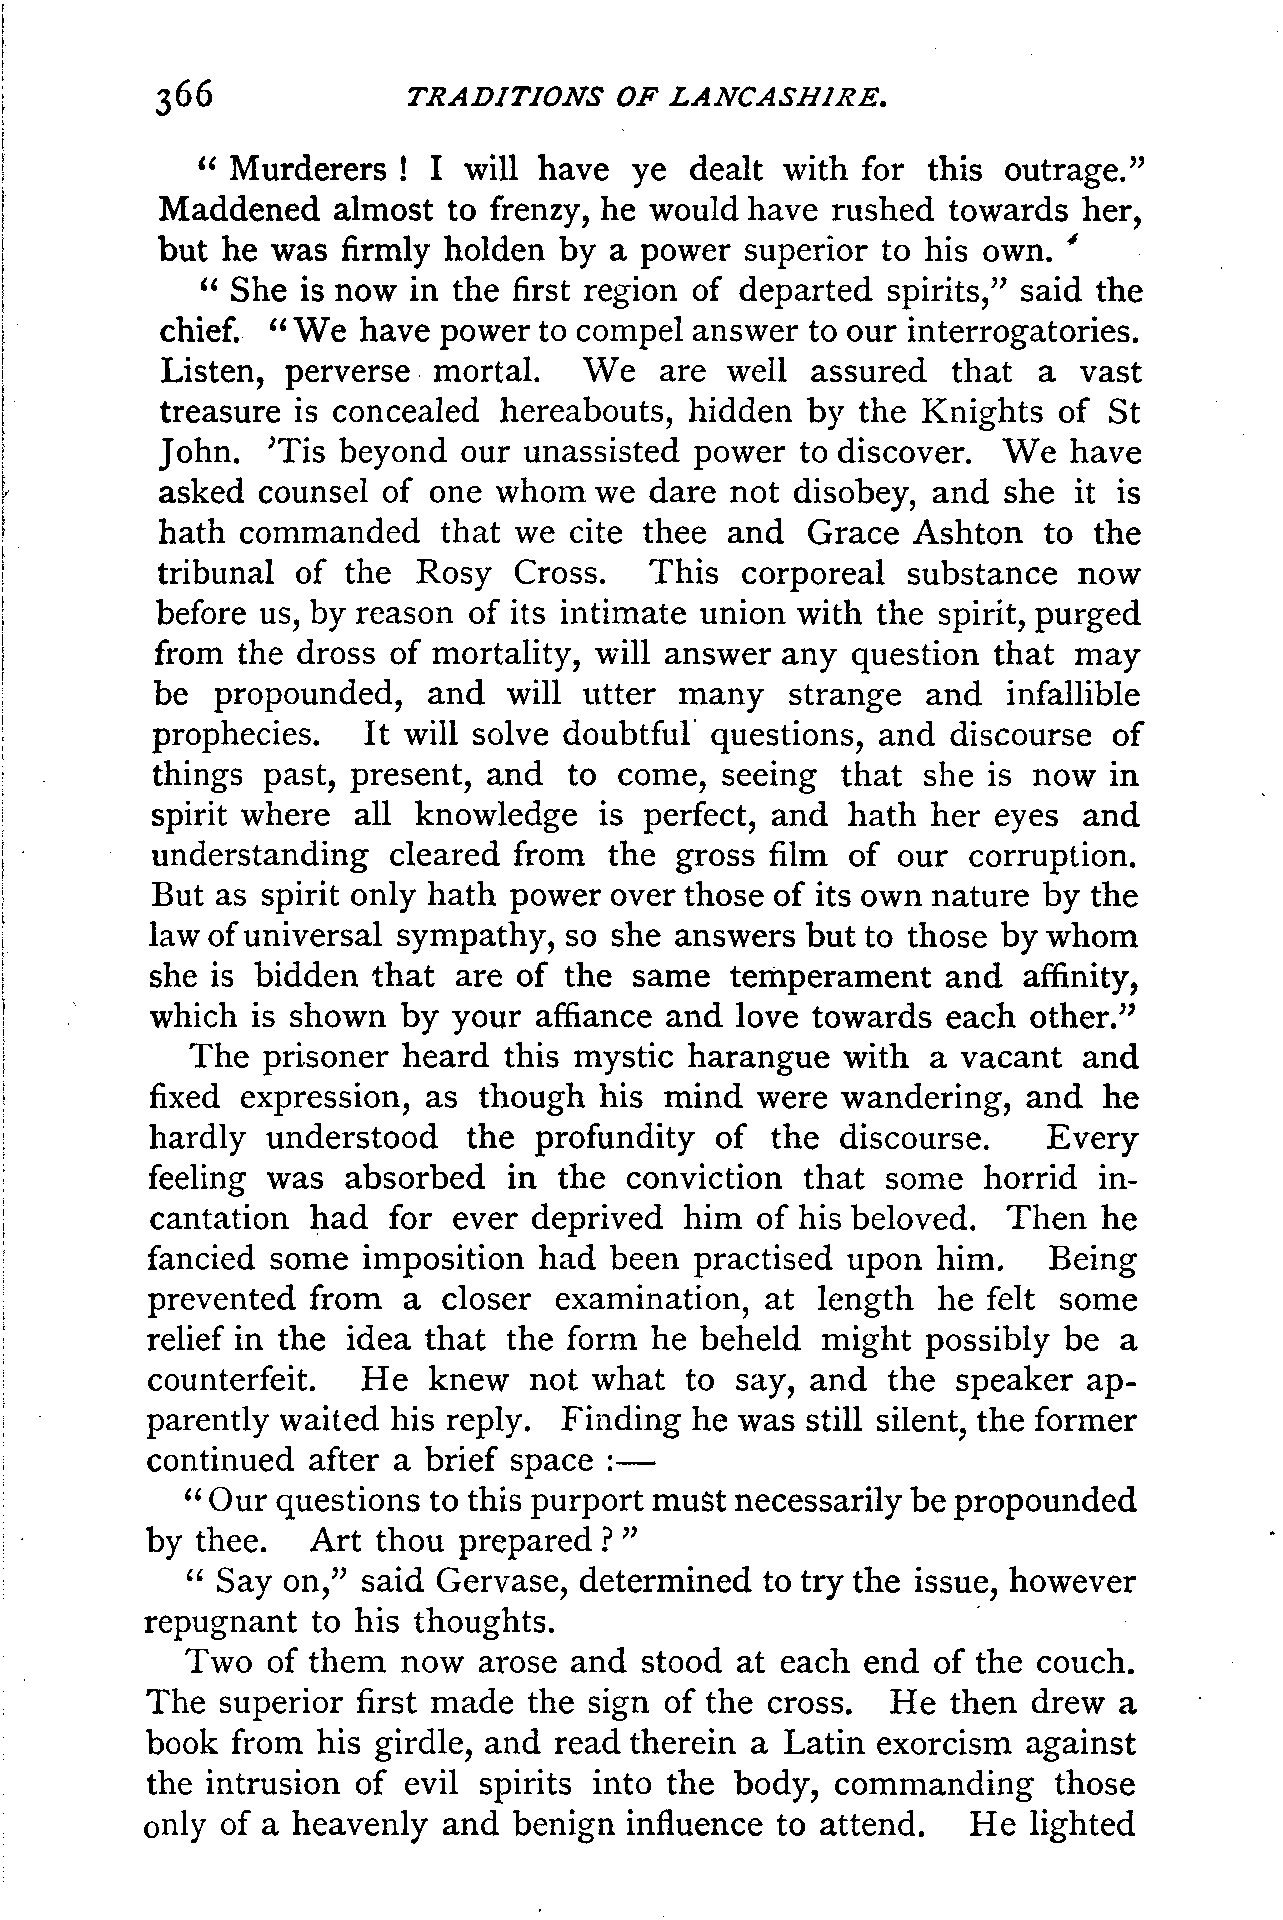 366 TRADITIONS OF LANCASHIRE.
“ Murderers ! I will have ye dealt with for this outrage.”
Maddened almost to frenzy, he would have rushed towards her,
but he was firmly holden by a power superior to his own.
“ She is now in the first region of departed spirits,” said the
chief. “ We have power to compel answer to our interrogatories.
Listen, perverse mortal. We are well assured that a vast
treasure is concealed hereabouts, hidden by the Knights of St
John. ’Tis beyond our unassisted power to discover. We have
asked counsel of one whom we dare not disobey, and she it is
hath commanded that we cite thee and Grace Ashton to the
tribunal of the Rosy Cross. This corporeal substance now
before us, by reason of its intimate union with the spirit, purged
from the dross of mortality, will answer any question that may
be propounded, and will utter many strange and infallible
prophecies. It will solve doubtful questions, and discourse of
things past, present, and to come, seeing that she is now in
spirit where all knowledge is perfect, and hath her eyes and
understanding cleared from the gross film of our corruption.
But as spirit only hath power over those of its own nature by the
law of universal sympathy, so she answers but to those by whom
she is bidden that are of the same temperament and affinity,
which is shown by your affiance and love towards each other.”
The prisoner heard this mystic harangue with a vacant and
fixed expression, as though his mind were wandering, and he
hardly understood the profundity of the discourse. Every
feeling was absorbed in the conviction that some horrid in-
cantation had for ever deprived him of his beloved. Then he
fancied some imposition had been practised upon him. Being
prevented from a closer examination, at length he felt some
relief in the idea that the form he beheld might possibly be a
counterfeit. He knew not what to say, and the speaker ap-
parently waited his reply. Finding he was still silent, the former
continued after a brief space :—
“ Our questions to this purport must necessarily be propounded
by thee. Art thou prepared ? ”
“ Say on,” said Gervase, determined to try the issue, however
repugnant to his thoughts.
Two of them now arose and stood at each end of the couch.
The superior first made the sign of the cross. He then drew a
book from his girdle, and read therein a Latin exorcism against
the intrusion of evil spirits into the body, commanding those
only of a heavenly and benign influence to attend. He lighted